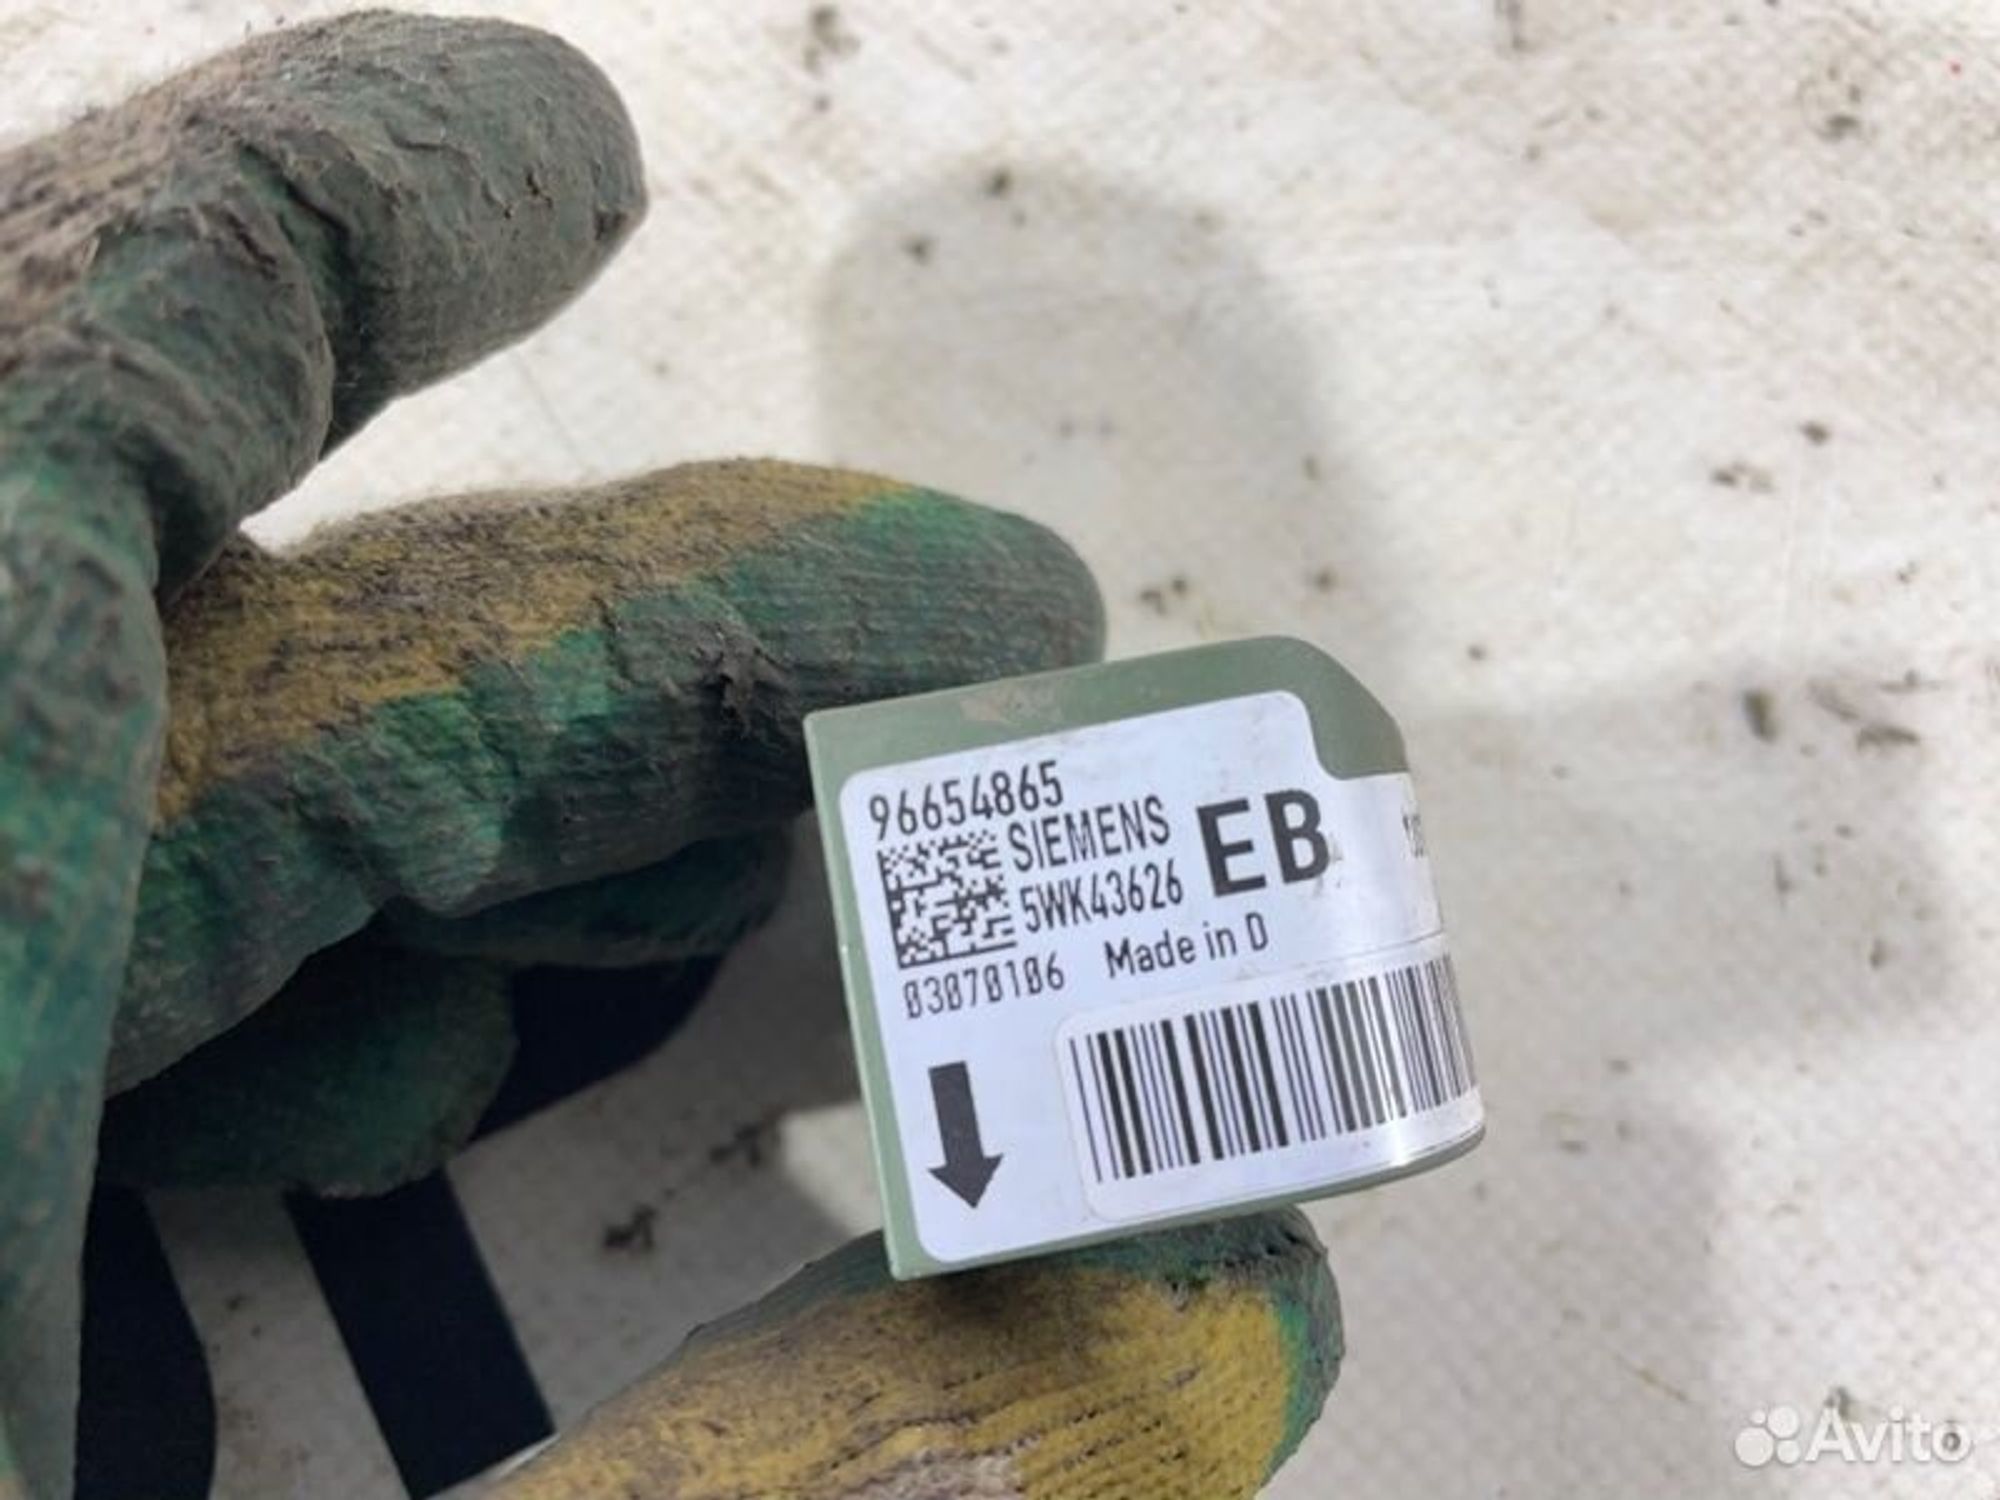 96654865
SIEMENS
5WK43626
EB
03070106
Made in D
Avito